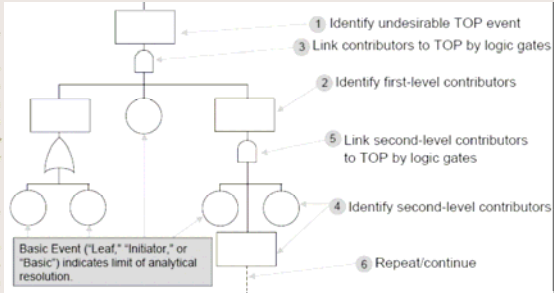 1 Identify undesirable TOP event
3 Link contributors to TOP by logic gates
2 Identify first-level contributors
5 Link second-level contributors
to TOP by logic gates
4 Identify second-level contributors
Basic Event ("Leaf," "Initiator," or
"Basic") indicates limit of analytical
resolution.
6 Repeat/continue